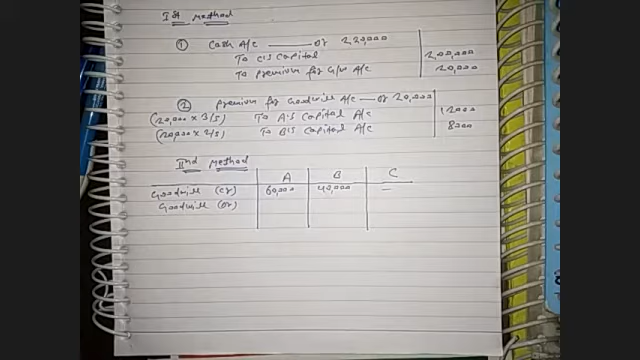 Ist method
① Cash A/c —— Dr 2,20,000
To C's Capital 2,00,000
To premium for G/w A/c 20,000
② Premium for Goodwill A/c — Dr 20,000
(20,000 × 3/5) To A's Capital A/c 12000
(20,000 × 2/5) To B's Capital A/c 8000
IInd method
A B C
Goodwill (cr) 60,000 40,000 —
Goodwill (Dr)